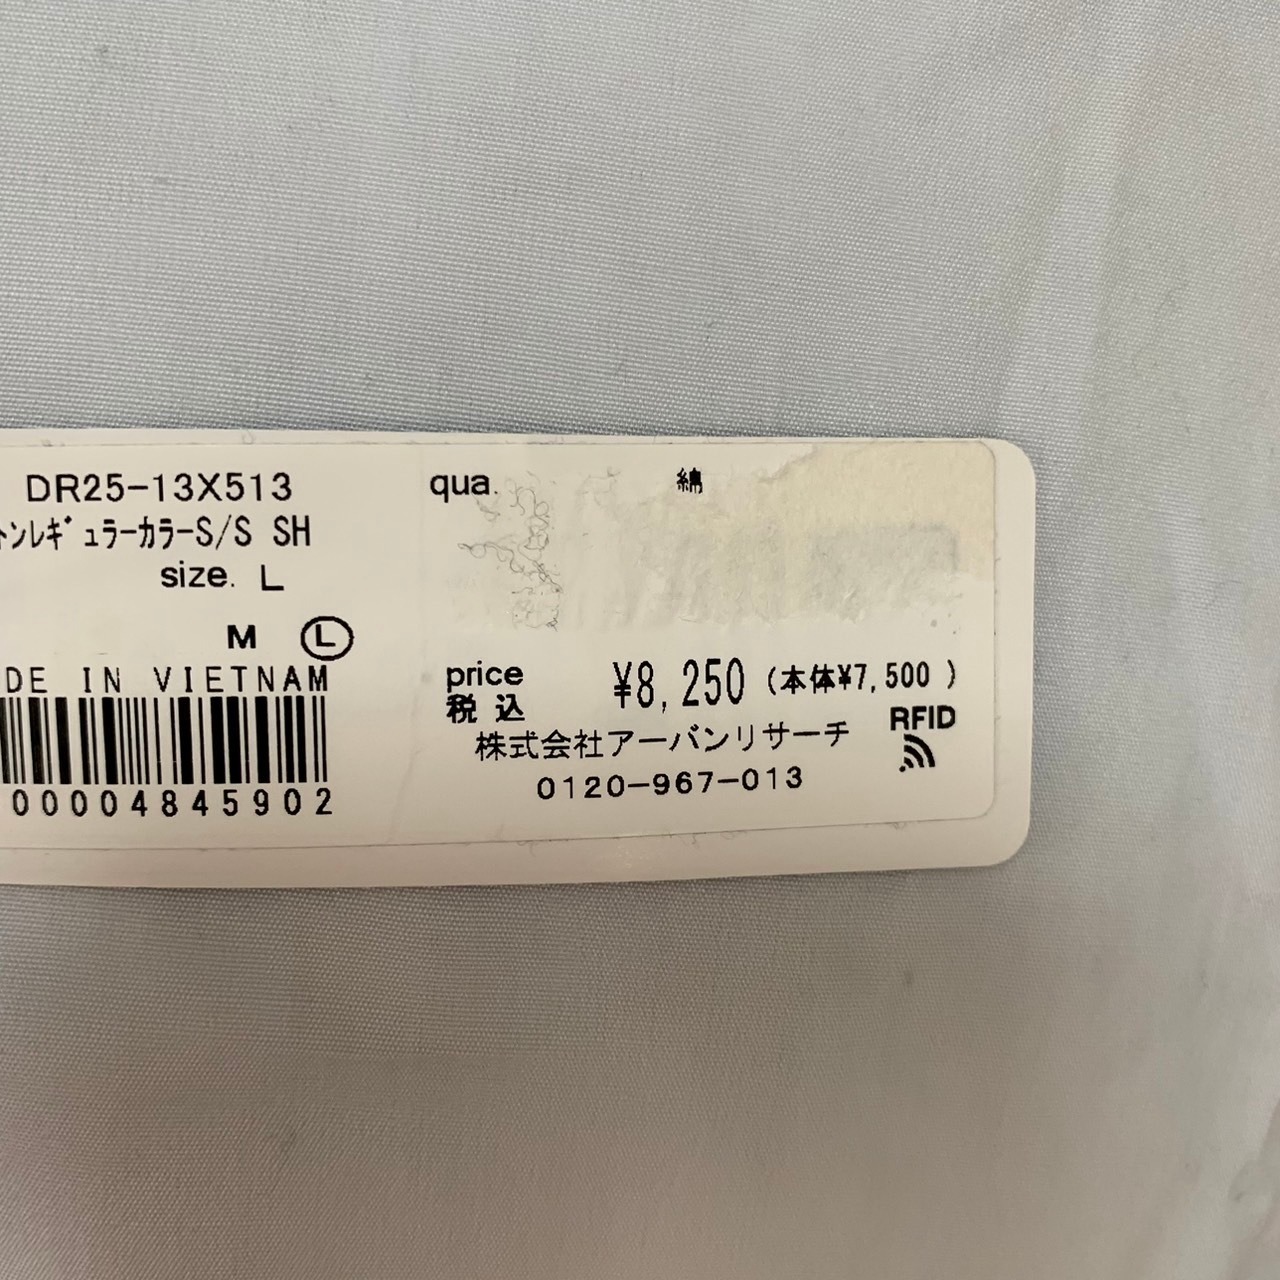 DR25-13X513
トンレギュラーカラーS/S SH
size. L
M L
DE IN VIETNAM
00004845902
qua. 綿
price 税込 ¥8,250 (本体¥7,500 )
株式会社アーバンリサーチ
0120-967-013
RFID